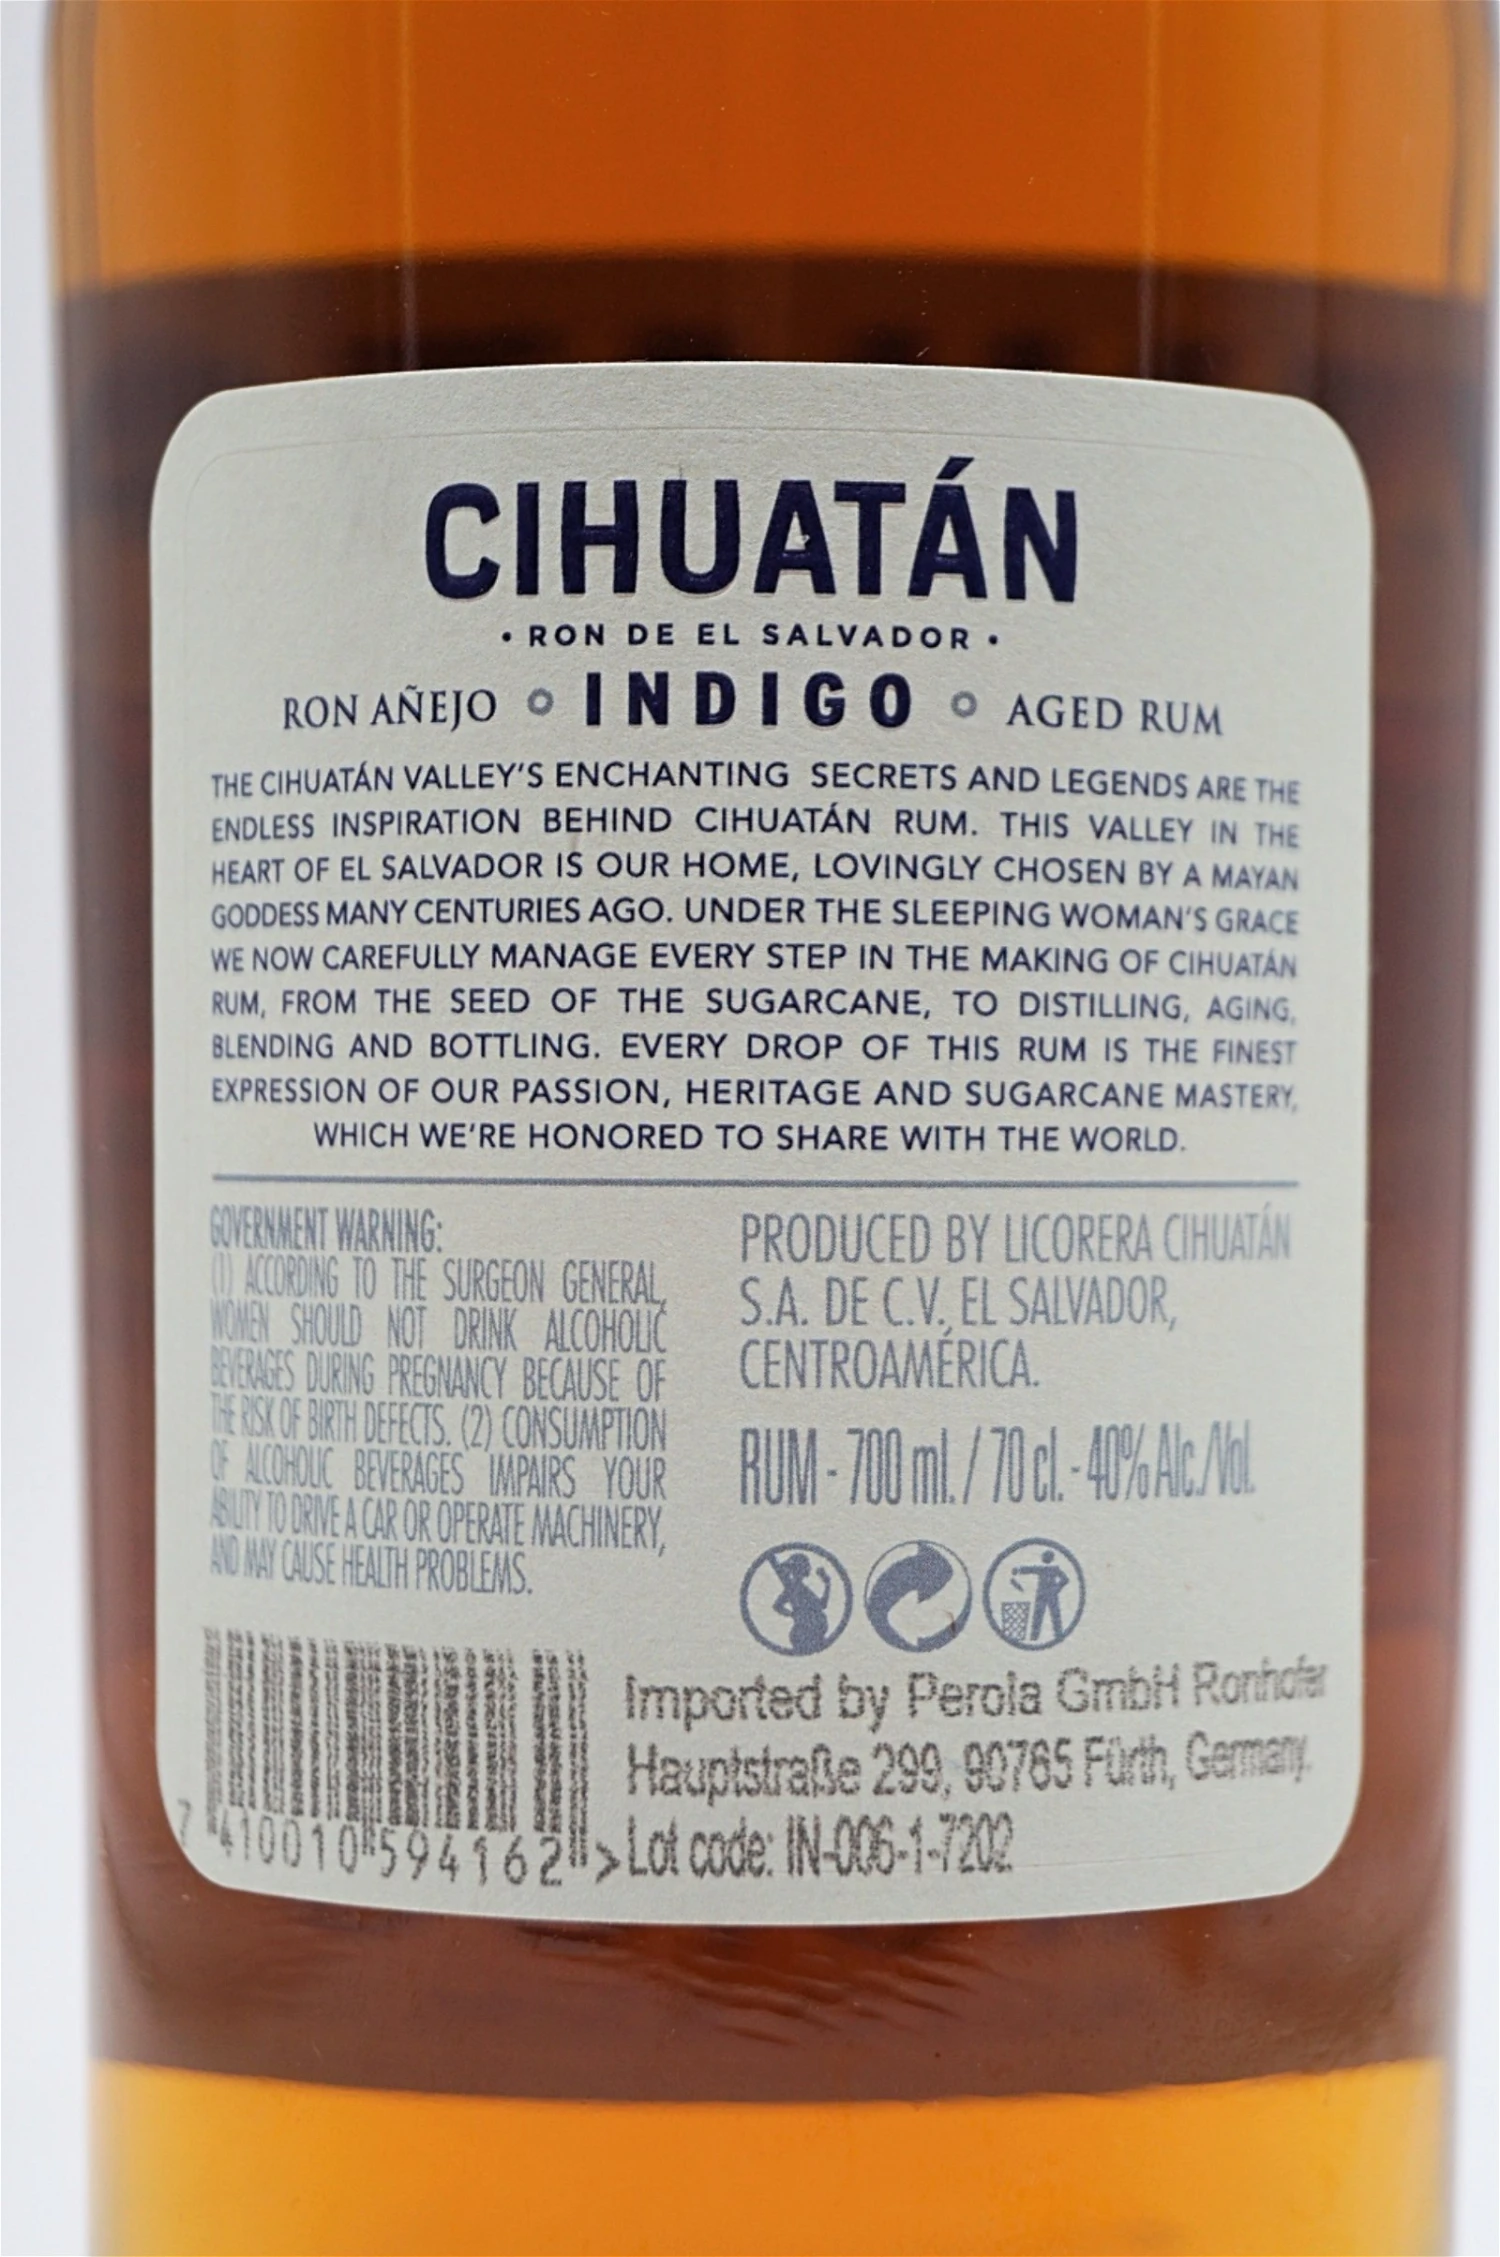 CIHUATÁN
• RON DE EL SALVADOR •
RON AÑEJO ○ INDIGO ○ AGED RUM
THE CIHUATÁN VALLEY'S ENCHANTING SECRETS AND LEGENDS ARE THE
ENDLESS INSPIRATION BEHIND CIHUATÁN RUM. THIS VALLEY IN THE
HEART OF EL SALVADOR IS OUR HOME, LOVINGLY CHOSEN BY A MAYAN
GODDESS MANY CENTURIES AGO. UNDER THE SLEEPING WOMAN'S GRACE
WE NOW CAREFULLY MANAGE EVERY STEP IN THE MAKING OF CIHUATÁN
RUM, FROM THE SEED OF THE SUGARCANE, TO DISTILLING, AGING,
BLENDING AND BOTTLING. EVERY DROP OF THIS RUM IS THE FINEST
EXPRESSION OF OUR PASSION, HERITAGE AND SUGARCANE MASTERY,
WHICH WE'RE HONORED TO SHARE WITH THE WORLD.
GOVERNMENT WARNING:
(1) ACCORDING TO THE SURGEON GENERAL,
WOMEN SHOULD NOT DRINK ALCOHOLIC
BEVERAGES DURING PREGNANCY BECAUSE OF
THE RISK OF BIRTH DEFECTS. (2) CONSUMPTION
OF ALCOHOLIC BEVERAGES IMPAIRS YOUR
ABILITY TO DRIVE A CAR OR OPERATE MACHINERY,
AND MAY CAUSE HEALTH PROBLEMS.
PRODUCED BY LICORERA CIHUATÁN
S.A. DE C.V. EL SALVADOR,
CENTROAMÉRICA.
RUM - 700 ml. / 70 cl. - 40% Alc./Vol.
Imported by Perola GmbH Ronhofer
Hauptstraße 299, 90765 Fürth, Germany.
Lot code: IN-006-1-7202
7 410010 594162 >